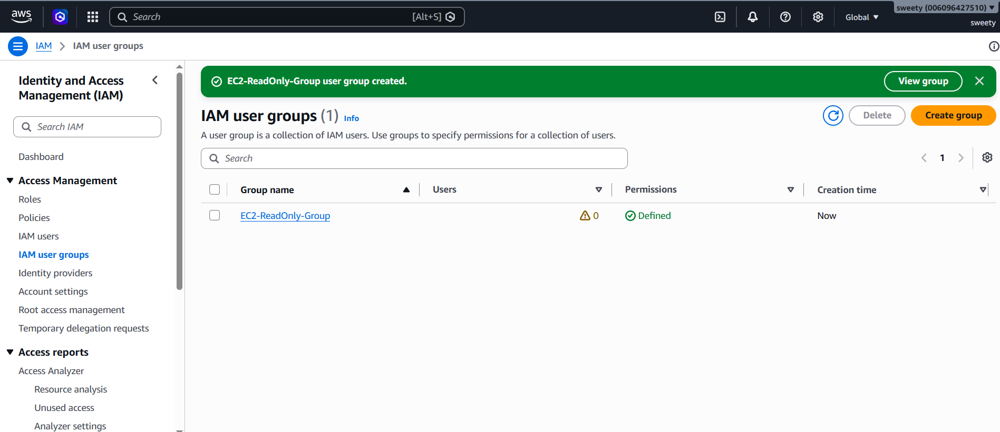 aws
Search
[Alt+S]
Global
sweety (006096427510)
sweety
IAM
IAM user groups
Identity and Access
Management (IAM)
Search IAM
Dashboard
Access Management
Roles
Policies
IAM users
IAM user groups
Identity providers
Account settings
Root access management
Temporary delegation requests
Access reports
Access Analyzer
Resource analysis
Unused access
Analyzer settings
EC2-ReadOnly-Group user group created.
View group
IAM user groups (1) Info
Delete
Create group
A user group is a collection of IAM users. Use groups to specify permissions for a collection of users.
Search
1
Group name Users Permissions Creation time
EC2-ReadOnly-Group 0 Defined Now